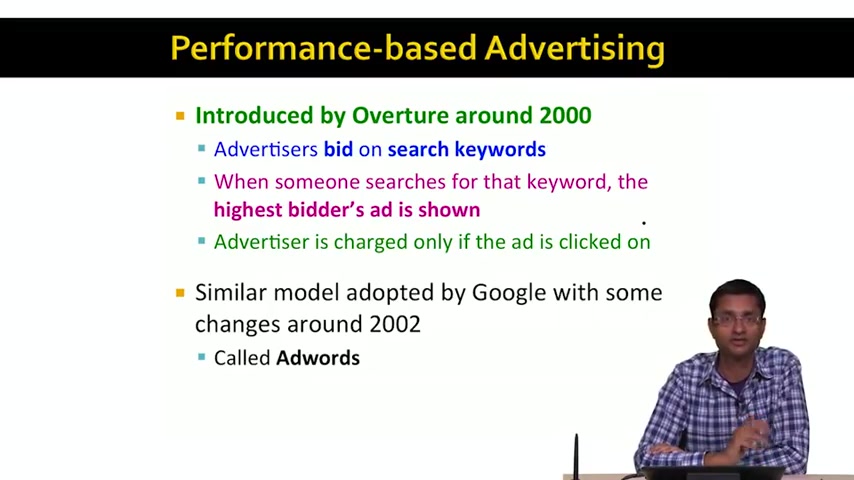 Performance-based Advertising
Introduced by Overture around 2000
Advertisers bid on search keywords
When someone searches for that keyword, the
highest bidder's ad is shown
Advertiser is charged only if the ad is clicked on
Similar model adopted by Google with some
changes around 2002
Called Adwords